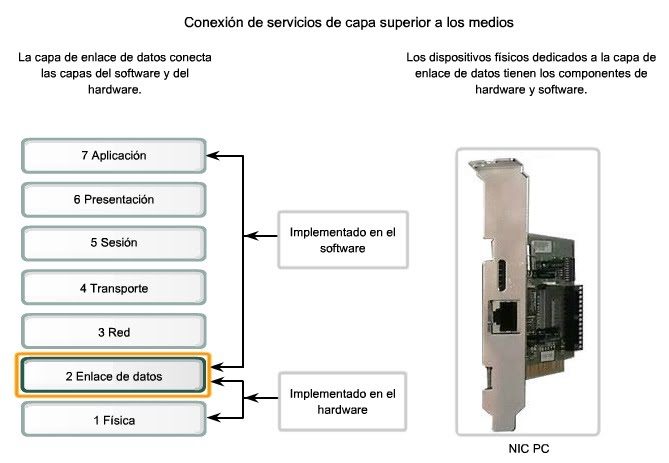 Conexión de servicios de capa superior a los medios
La capa de enlace de datos conecta
las capas del software y del
hardware.
Los dispositivos físicos dedicados a la capa de
enlace de datos tienen los componentes de
hardware y software.
7 Aplicación
6 Presentación
5 Sesión
4 Transporte
3 Red
2 Enlace de datos
1 Física
Implementado en el
software
Implementado en el
hardware
NIC PC